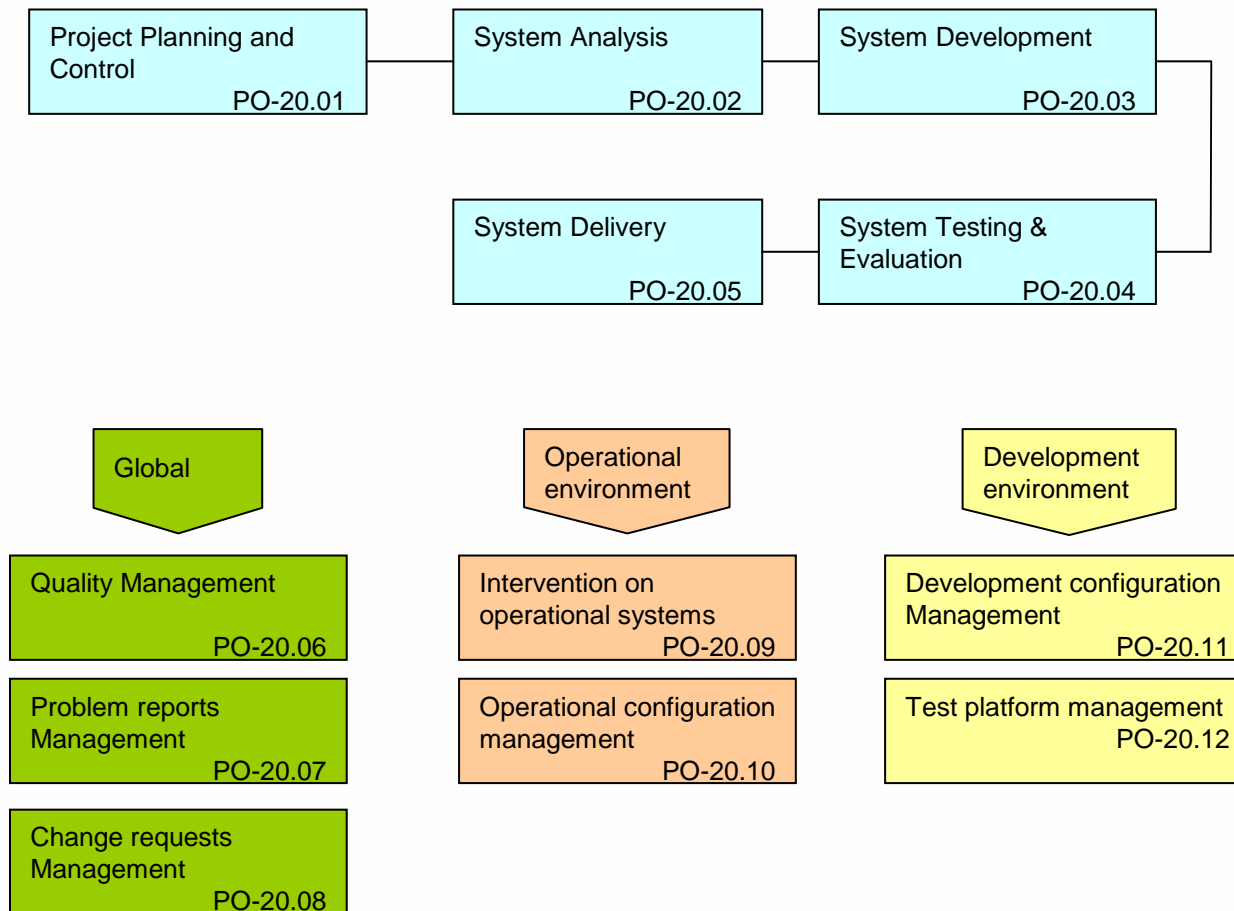 Project Planning and
Control
PO-20.01
System Analysis
PO-20.02
System Development
PO-20.03
System Delivery
PO-20.05
System Testing &
Evaluation
PO-20.04
Global
Operational
environment
Development
environment
Quality Management
PO-20.06
Intervention on
operational systems
PO-20.09
Development configuration
Management
PO-20.11
Problem reports
Management
PO-20.07
Operational configuration
management
PO-20.10
Test platform management
PO-20.12
Change requests
Management
PO-20.08